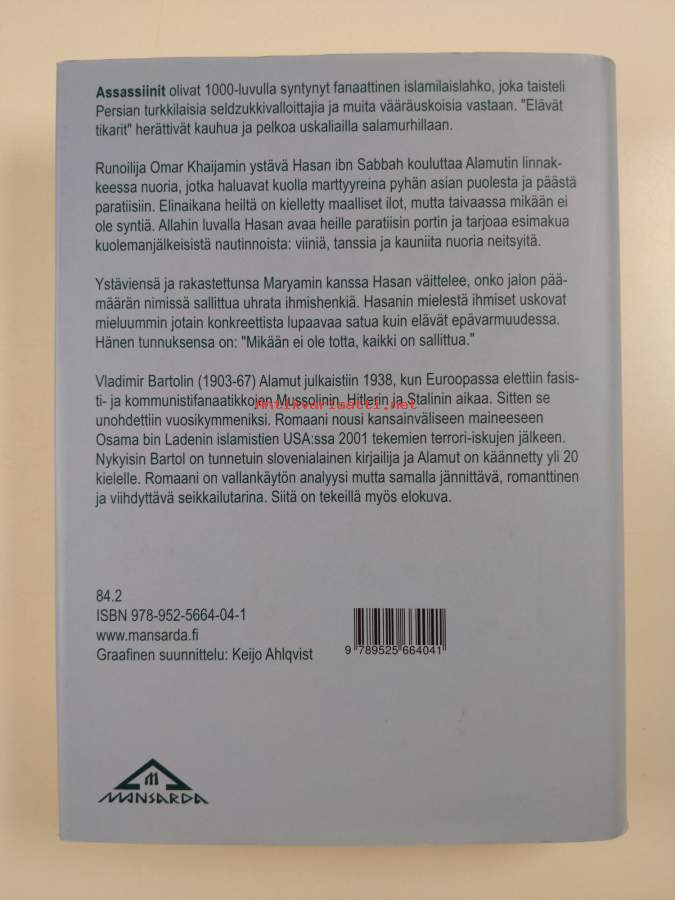 Assassiinit olivat 1000-luvulla syntynyt fanaattinen islamilaislahko, joka taisteli
Persian turkkilaisia seldzukkivalloittajia ja muita vääräuskoisia vastaan. "Elävät
tikarit" herättivät kauhua ja pelkoa uskaliailla salamurhillaan.
Runoilija Omar Khaijamin ystävä Hasan ibn Sabbah kouluttaa Alamutin linnak-
keessa nuoria, jotka haluavat kuolla marttyyreina pyhän asian puolesta ja päästä
paratiisiin. Elinaikana heiltä on kielletty maalliset ilot, mutta taivaassa mikään ei
ole syntiä. Allahin luvalla Hasan avaa heille paratiisin portin ja tarjoaa esimakua
kuolemanjälkeisistä nautinnoista: viiniä, tanssia ja kauniita nuoria neitsyitä.
Ystäviensä ja rakastettunsa Maryamin kanssa Hasan väittelee, onko jalon pää-
määrän nimissä sallittua uhrata ihmishenkiä. Hasanin mielestä ihmiset uskovat
mieluummin jotain konkreettista lupaavaa satua kuin elävät epävarmuudessa.
Hänen tunnuksensa on: "Mikään ei ole totta, kaikki on sallittua."
Vladimir Bartolin (1903-67) Alamut julkaistiin 1938, kun Euroopassa elettiin fasis-
ti- ja kommunistifanaatikkojen Mussolinin, Hitlerin ja Stalinin aikaa. Sitten se
Antikvariaatti.net
unohdettiin vuosikymmeniksi. Romaani nousi kansainväliseen maineeseen
Osama bin Ladenin islamistien USA:ssa 2001 tekemien terrori-iskujen jälkeen.
Nykyisin Bartol on tunnetuin slovenialainen kirjailija ja Alamut on käännetty yli 20
kielelle. Romaani on vallankäytön analyysi mutta samalla jännittävä, romanttinen
ja viihdyttävä seikkailutarina. Siitä on tekeillä myös elokuva.
84.2
ISBN 978-952-5664-04-1
www.mansarda.fi
Graafinen suunnittelu: Keijo Ahlqvist
9 789525 664041
M
MANSARDA